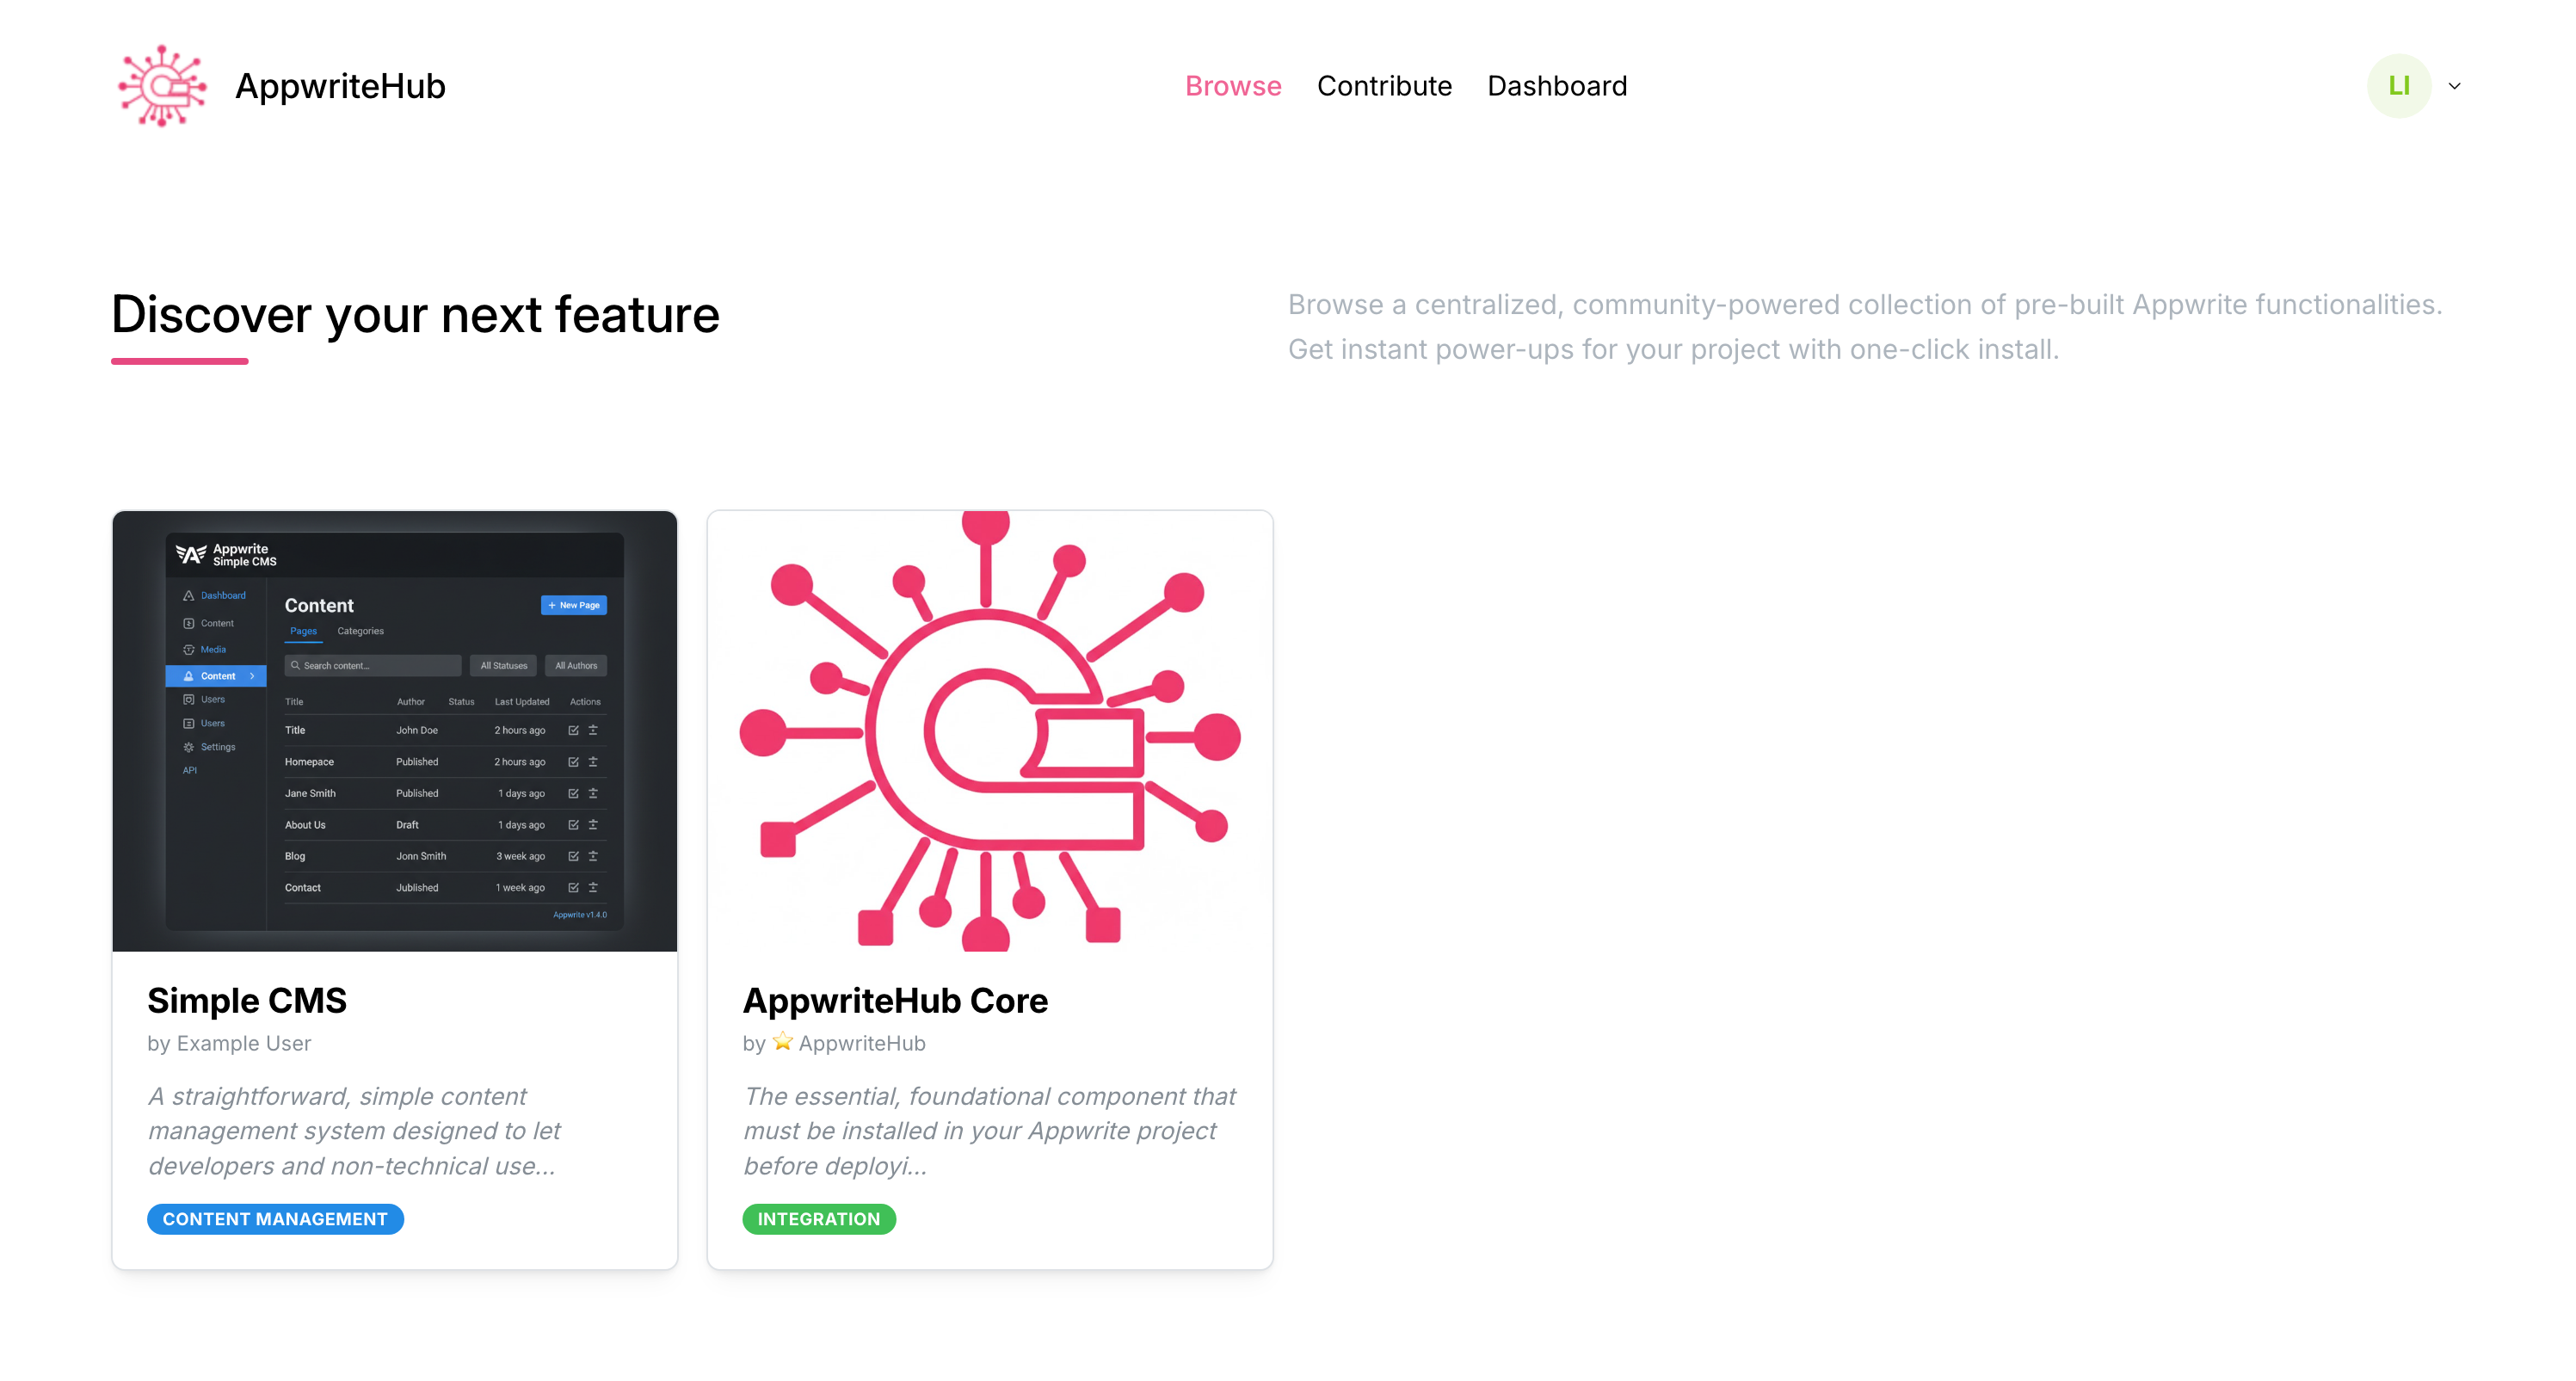 AppwriteHub
Browse Contribute Dashboard
LI
Discover your next feature
Browse a centralized, community-powered collection of pre-built Appwrite functionalities.
Get instant power-ups for your project with one-click install.
Appwrite
Simple CMS
Dashboard
Content
Media
Content
Users
Users
Settings
API
Content
+ New Page
Pages Categories
Search content...
All Statuses
All Authors
Title Author Status Last Updated Actions
Title John Doe 2 hours ago
Homepace Published 2 hours ago
Jane Smith Published 1 days ago
About Us Draft 1 days ago
Blog Jonn Smith 3 week ago
Contact Jublished 1 week ago
Appwrite v1.4.0
Simple CMS
by Example User
A straightforward, simple content
management system designed to let
developers and non-technical use...
CONTENT MANAGEMENT
AppwriteHub Core
by ⭐ AppwriteHub
The essential, foundational component that
must be installed in your Appwrite project
before deployi...
INTEGRATION